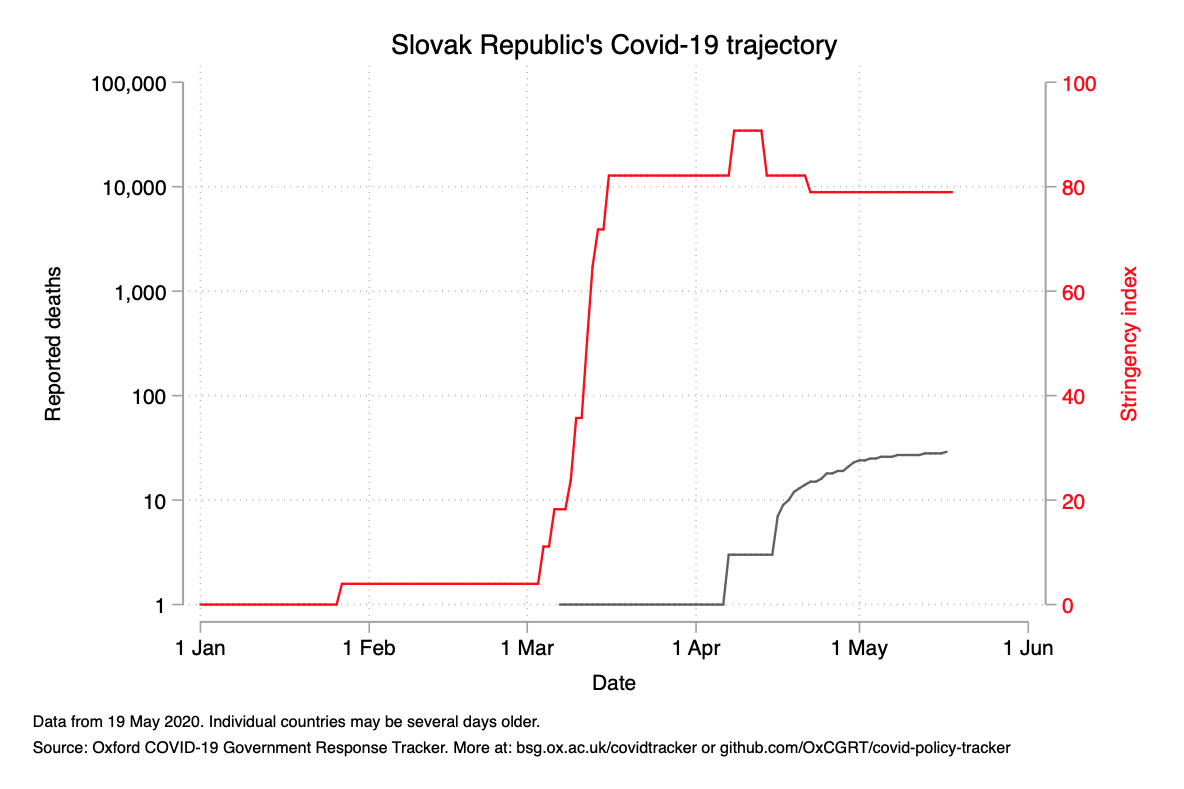 Slovak Republic's Covid-19 trajectory
100,000
10,000
1,000
100
10
1
Reported deaths
100
80
60
40
20
0
Stringency index
1 Jan
1 Feb
1 Mar
1 Apr
1 May
1 Jun
Date
Data from 19 May 2020. Individual countries may be several days older.
Source: Oxford COVID-19 Government Response Tracker. More at: bsg.ox.ac.uk/covidtracker or github.com/OxCGRT/covid-policy-tracker